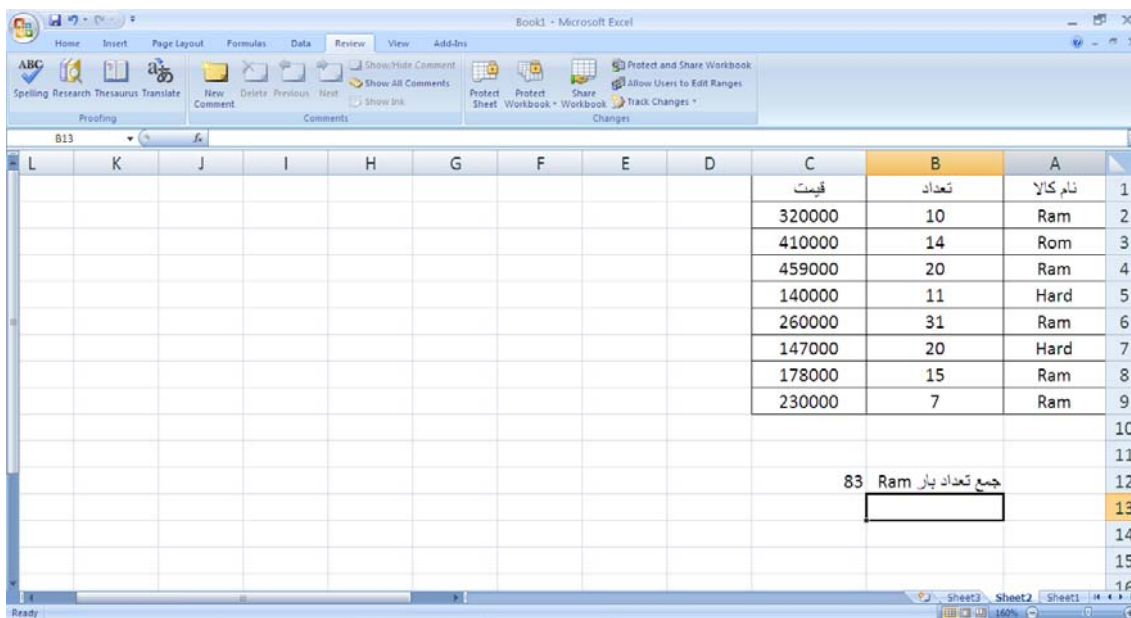 Book1 - Microsoft Excel
Home Insert Page Layout Formulas Data Review View Add-Ins
ABC
Spelling Research Thesaurus Translate
New Comment Delete Previous Next
Show/Hide Comment
Show All Comments
Show Ink
Protect Sheet Protect Workbook Share Workbook
Protect and Share Workbook
Allow Users to Edit Ranges
Track Changes
Proofing Comments Changes
B13 fx
L K J I H G F E D C B A
قیمت تعداد نام کالا 1
320000 10 Ram 2
410000 14 Rom 3
459000 20 Ram 4
140000 11 Hard 5
260000 31 Ram 6
147000 20 Hard 7
178000 15 Ram 8
230000 7 Ram 9
10
11
83 جمع تعداد بار Ram 12
13
14
15
16
Sheet3 Sheet2 Sheet1
Ready 160%